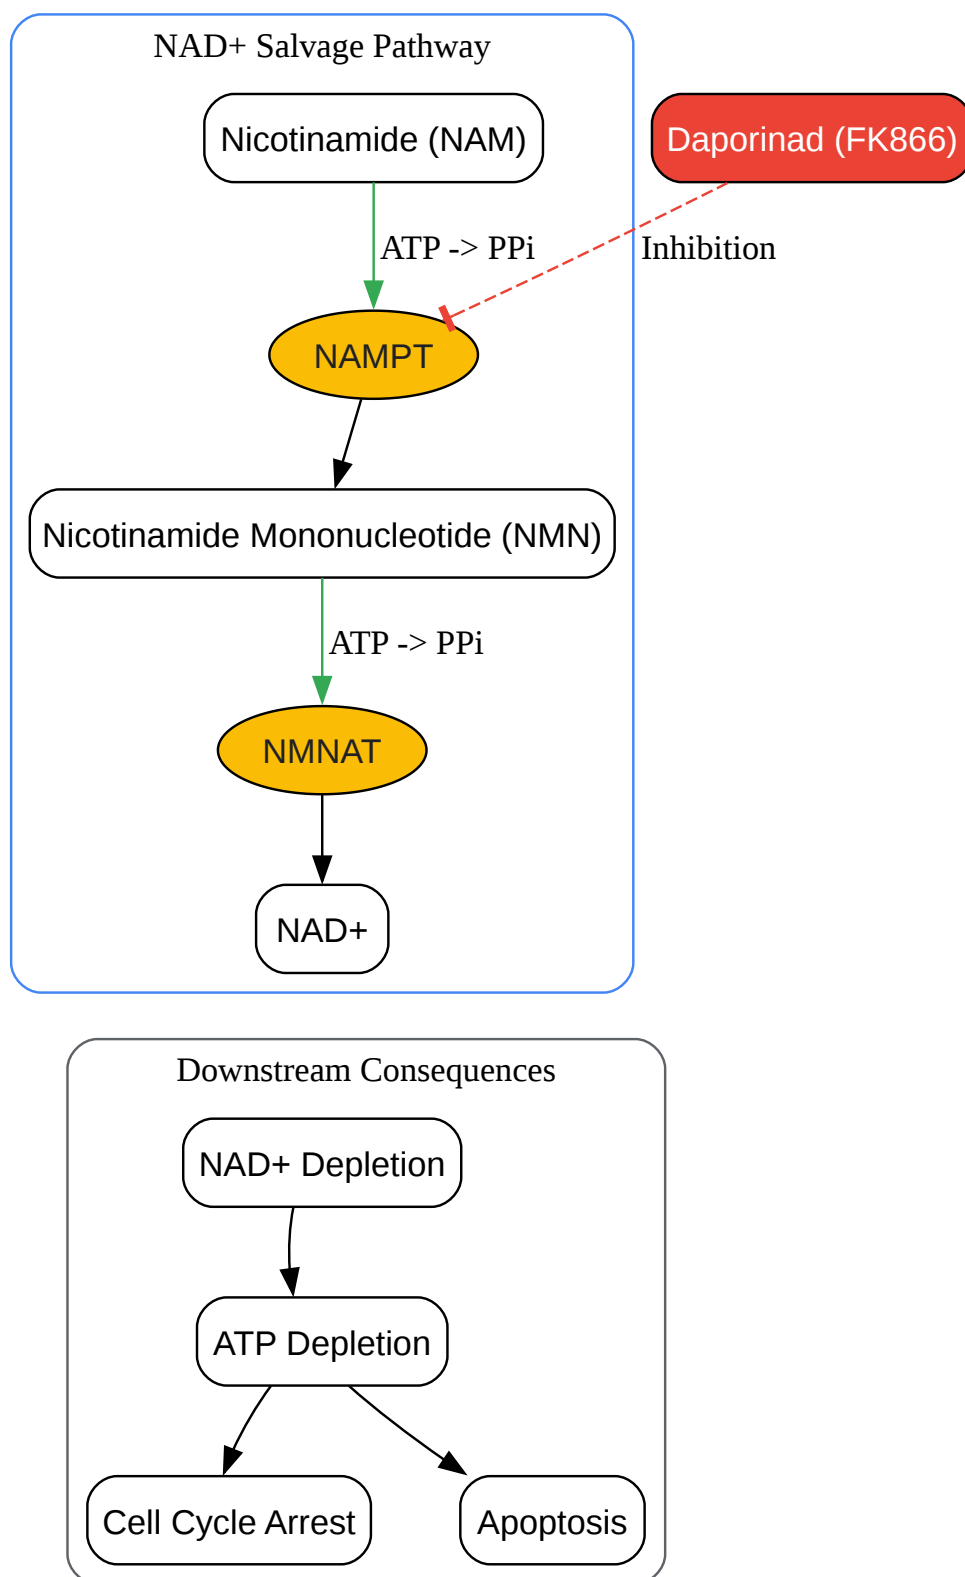 NAD+ Salvage Pathway
Nicotinamide (NAM)
Daporinad (FK866)
ATP -> PPi
Inhibition
NAMPT
Nicotinamide Mononucleotide (NMN)
ATP -> PPi
NMNAT
NAD+
Downstream Consequences
NAD+ Depletion
ATP Depletion
Cell Cycle Arrest
Apoptosis